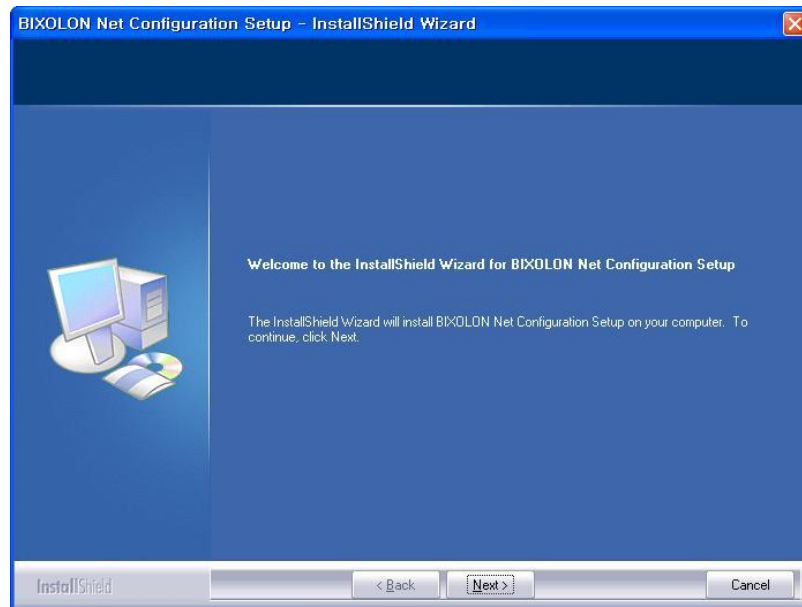 BIXOLON Net Configuration Setup - InstallShield Wizard
Welcome to the InstallShield Wizard for BIXOLON Net Configuration Setup
The InstallShield Wizard will install BIXOLON Net Configuration Setup on your computer. To
continue, click Next.
InstallShield
< Back
Next >
Cancel